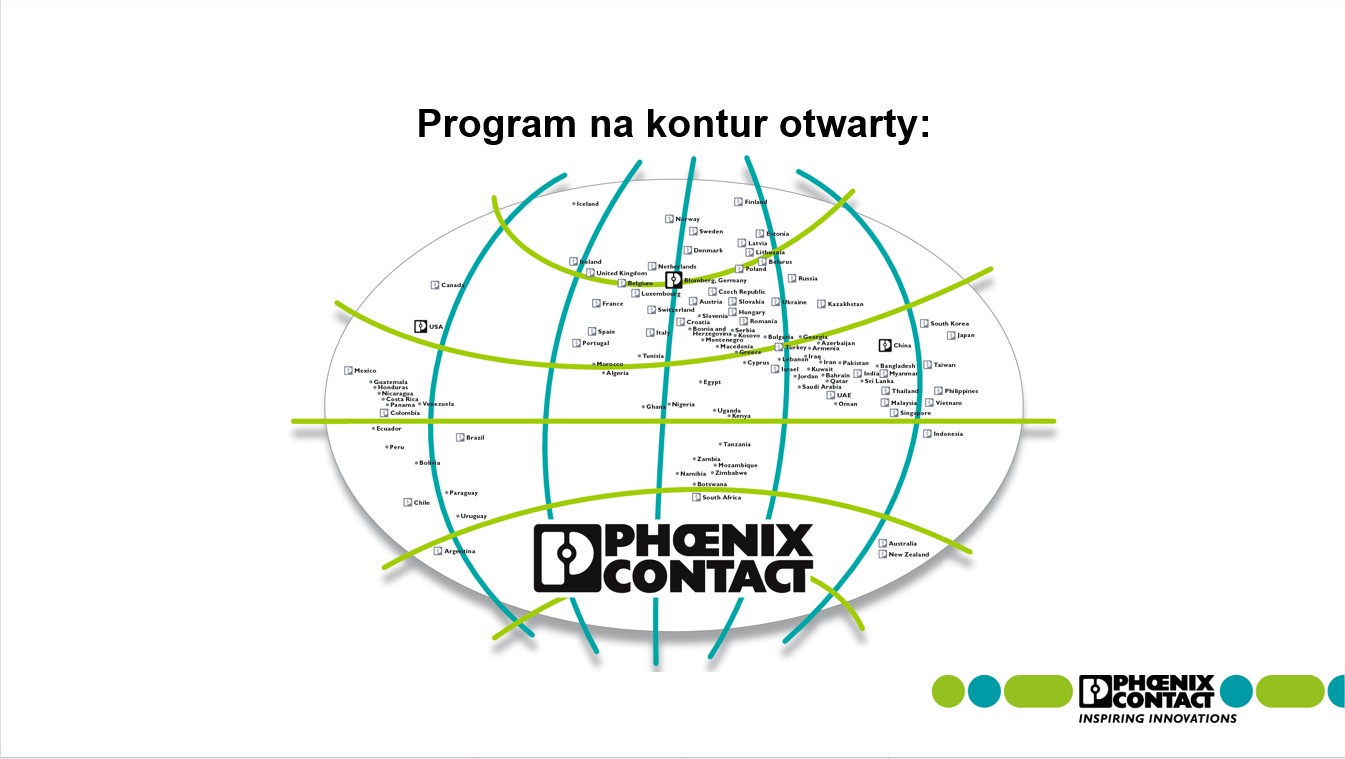 Program na kontur otwarty:
Iceland
Finland
Norway
Sweden
Estonia
Latvia
Denmark
Lithuania
Ireland
Netherlands
Belarus
United Kingdom
Poland
Belgium
Blomberg, Germany
Russia
Canada
Luxembourg
Czech Republic
France
Austria
Slovakia
Ukraine
Kazakhstan
Switzerland
Slovenia
Hungary
Croatia
Romania
USA
Spain
Italy
Bosnia and
Herzegovina
Serbia
Kosovo
Montenegro
Bulgaria
Georgia
South Korea
Japan
Portugal
Macedonia
Turkey
Azerbaijan
Armenia
China
Greece
Tunisia
Morocco
Algeria
Cyprus
Lebanon
Iraq
Iran
Pakistan
Israel
Kuwait
Bangladesh
Taiwan
Mexico
Jordan
Bahrain
India
Myanmar
Guatemala
Honduras
Nicaragua
Costa Rica
Panama
Venezuela
Colombia
Egypt
Qatar
Sri Lanka
Saudi Arabia
UAE
Oman
Thailand
Philippines
Malaysia
Vietnam
Singapore
Ghana
Nigeria
Uganda
Kenya
Ecuador
Brazil
Indonesia
Peru
Tanzania
Bolivia
Zambia
Mozambique
Namibia
Zimbabwe
Botswana
South Africa
Paraguay
Chile
Uruguay
Argentina
Australia
New Zealand
PHŒNIX
CONTACT
PHŒNIX
CONTACT
INSPIRING INNOVATIONS